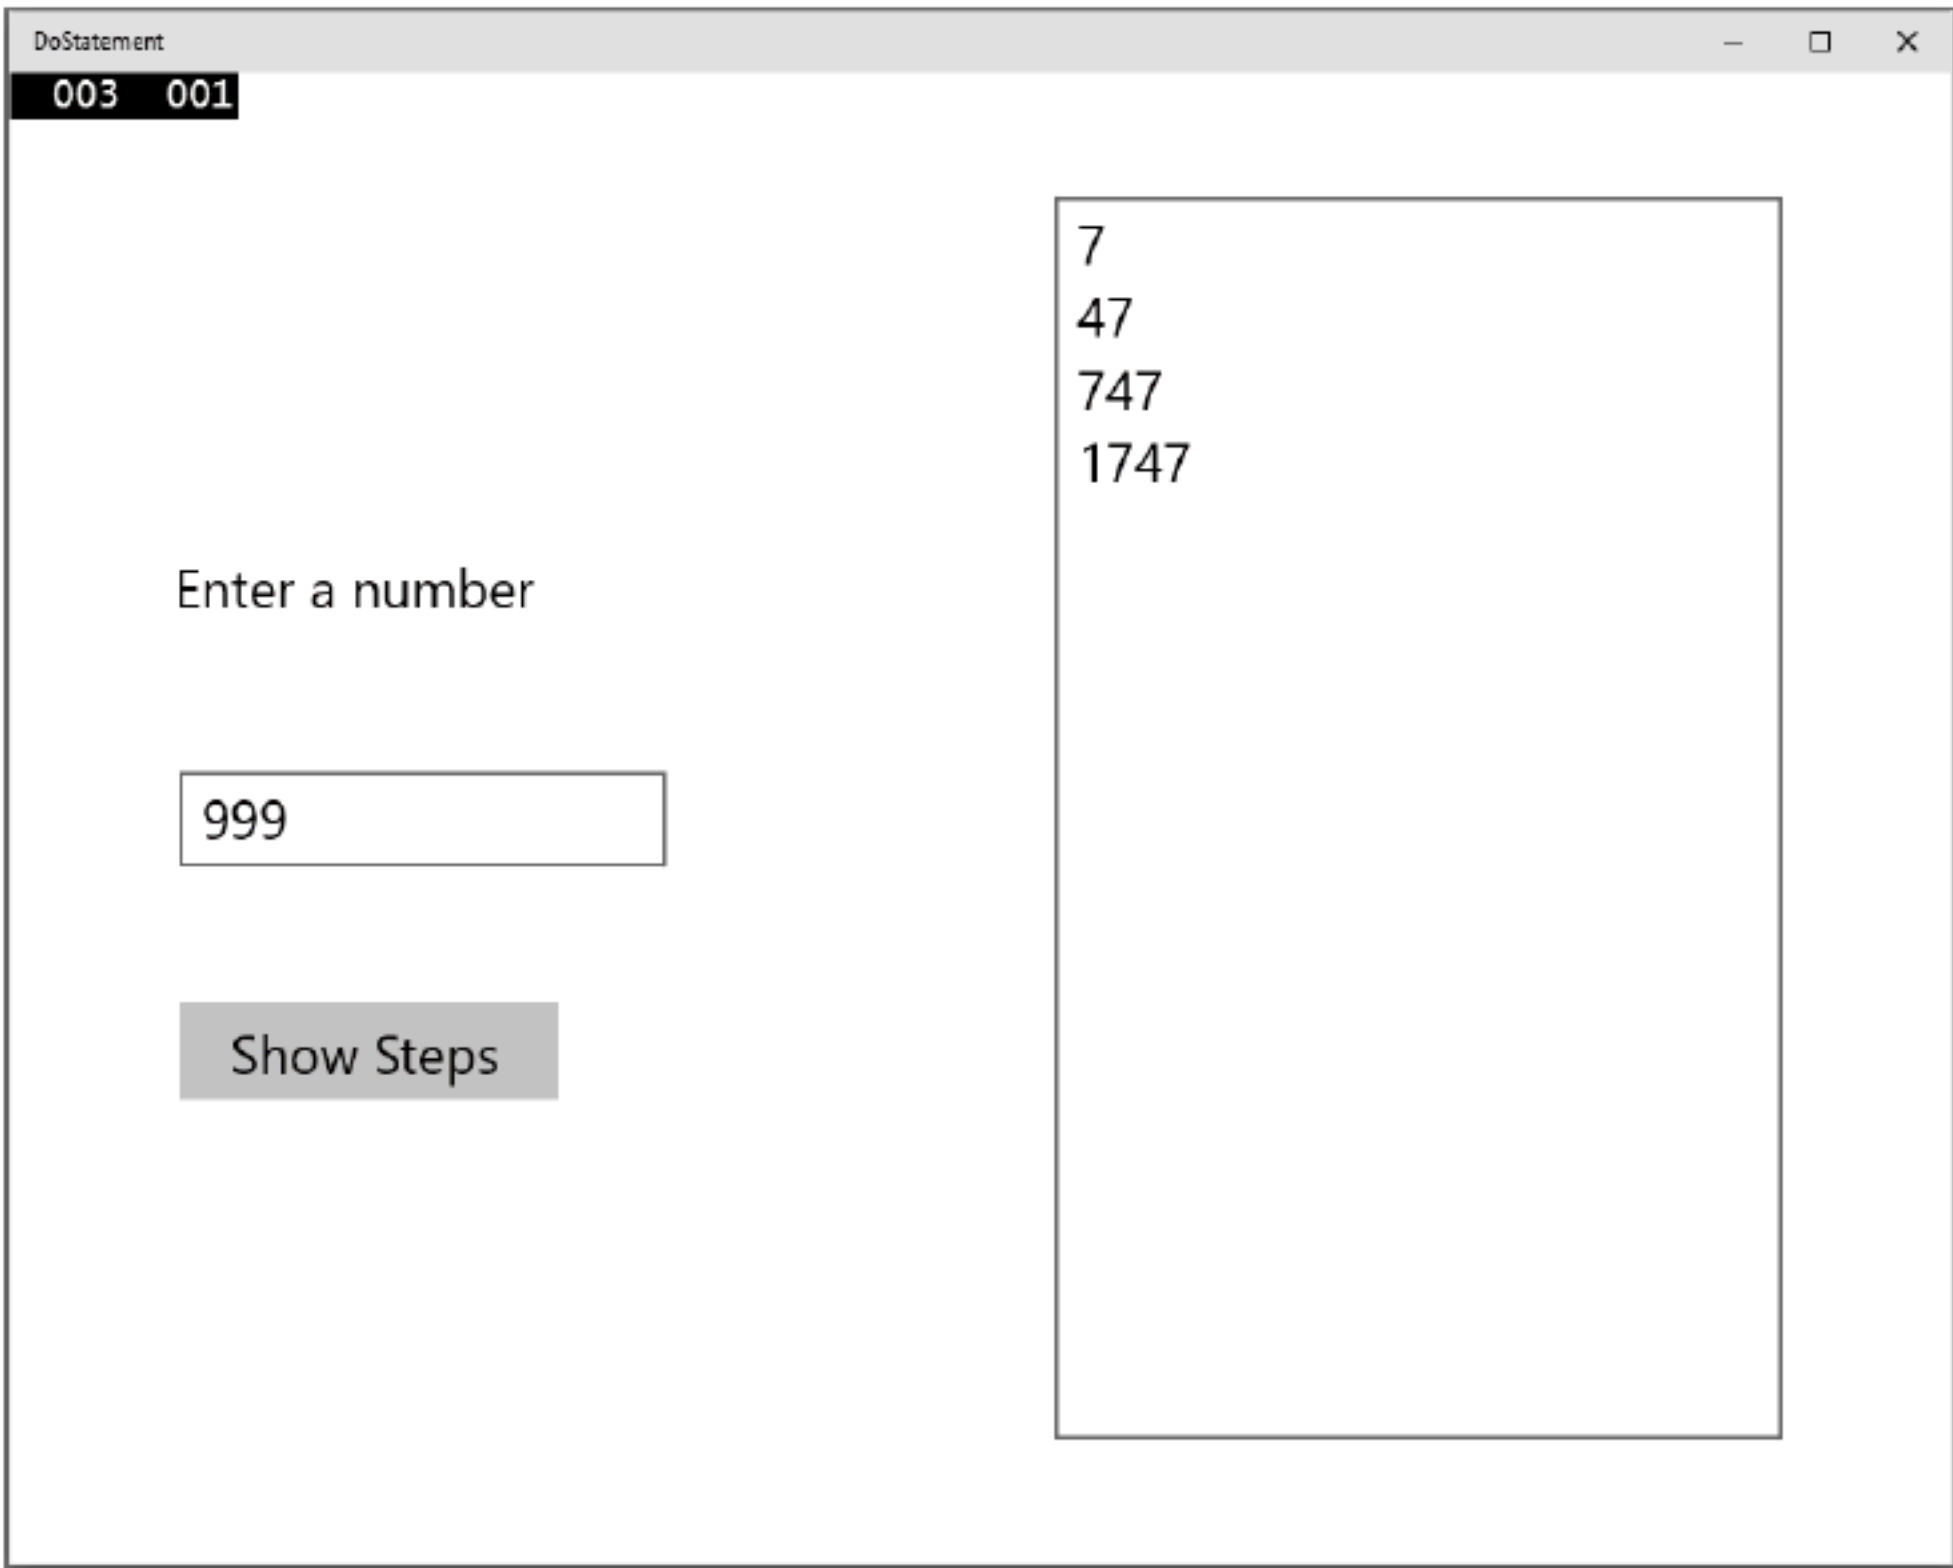 DoStatement
003 001
7
47
747
1747
Enter a number
999
Show Steps